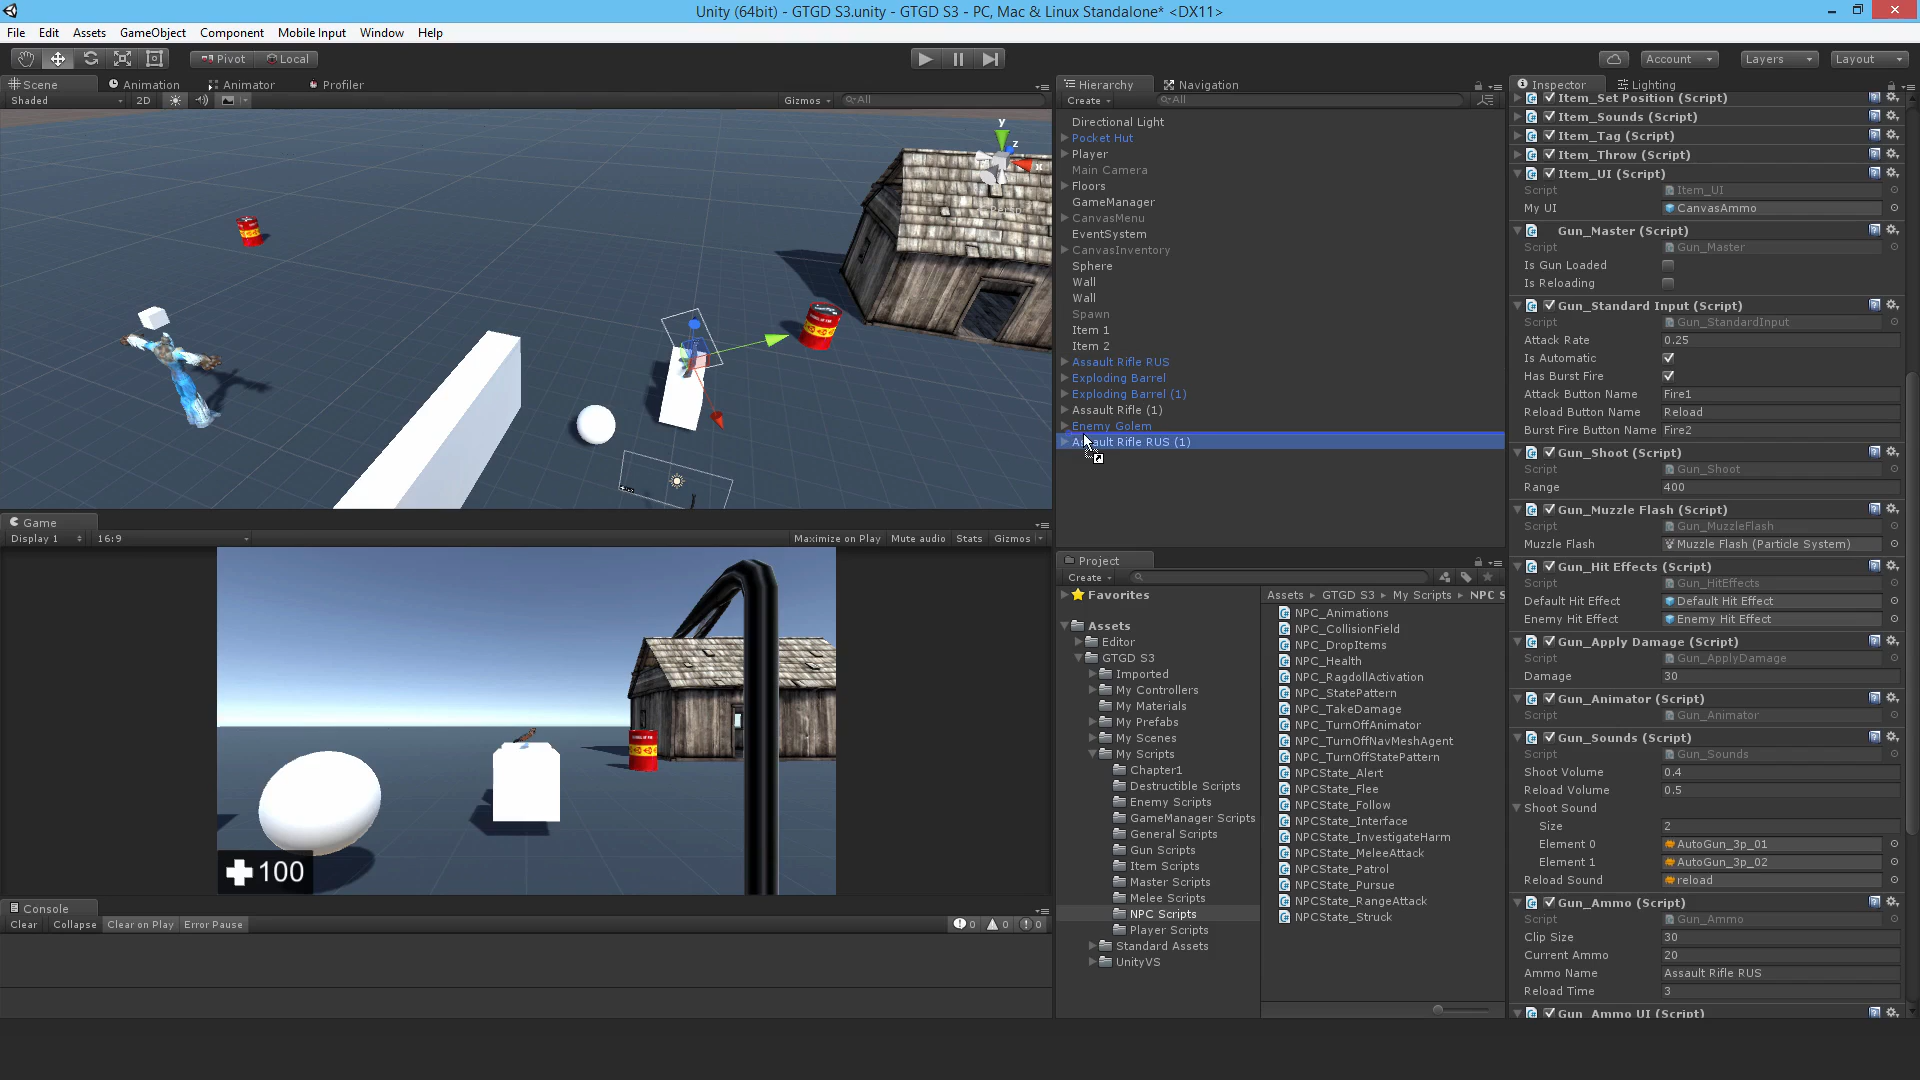 Unity (64bit) - GTGD S3.unity - GTGD S3 - PC, Mac & Linux Standalone* <DX11>
File Edit Assets GameObject Component Mobile Input Window Help
Pivot Local Account Layers Layout
Scene Animation Animator Profiler
Shaded 2D Gizmos All
y
z
x
Persp
Hierarchy Navigation
Create All
Directional Light
Pocket Hut
Player
Main Camera
Floors
GameManager
CanvasMenu
EventSystem
CanvasInventory
Sphere
Wall
Wall
Spawn
Item 1
Item 2
Assault Rifle RUS
Exploding Barrel
Exploding Barrel (1)
Assault Rifle (1)
Enemy Golem
Assault Rifle RUS (1)
Game
Display 1 16:9 Maximize on Play Mute audio Stats Gizmos
100
Console
Clear Collapse Clear on Play Error Pause 0 0 0
Project
Create
Favorites
Assets
Editor
GTGD S3
Imported
My Controllers
My Materials
My Prefabs
My Scenes
My Scripts
Chapter1
Destructible Scripts
Enemy Scripts
GameManager Scripts
General Scripts
Gun Scripts
Item Scripts
Master Scripts
Melee Scripts
NPC Scripts
Player Scripts
Standard Assets
UnityVS
Assets GTGD S3 My Scripts NPC S
NPC_Animations
NPC_CollisionField
NPC_DropItems
NPC_Health
NPC_RagdollActivation
NPC_StatePattern
NPC_TakeDamage
NPC_TurnOffAnimator
NPC_TurnOffNavMeshAgent
NPC_TurnOffStatePattern
NPCState_Alert
NPCState_Flee
NPCState_Follow
NPCState_Interface
NPCState_InvestigateHarm
NPCState_MeleeAttack
NPCState_Patrol
NPCState_Pursue
NPCState_RangeAttack
NPCState_Struck
Inspector Lighting
Item_Set Position (Script)
Item_Sounds (Script)
Item_Tag (Script)
Item_Throw (Script)
Item_UI (Script)
Script Item_UI
My UI CanvasAmmo
Gun_Master (Script)
Script Gun_Master
Is Gun Loaded
Is Reloading
Gun_Standard Input (Script)
Script Gun_StandardInput
Attack Rate 0.25
Is Automatic
Has Burst Fire
Attack Button Name Fire1
Reload Button Name Reload
Burst Fire Button Name Fire2
Gun_Shoot (Script)
Script Gun_Shoot
Range 400
Gun_Muzzle Flash (Script)
Script Gun_MuzzleFlash
Muzzle Flash Muzzle Flash (Particle System)
Gun_Hit Effects (Script)
Script Gun_HitEffects
Default Hit Effect Default Hit Effect
Enemy Hit Effect Enemy Hit Effect
Gun_Apply Damage (Script)
Script Gun_ApplyDamage
Damage 30
Gun_Animator (Script)
Script Gun_Animator
Gun_Sounds (Script)
Script Gun_Sounds
Shoot Volume 0.4
Reload Volume 0.5
Shoot Sound
Size 2
Element 0 AutoGun_3p_01
Element 1 AutoGun_3p_02
Reload Sound reload
Gun_Ammo (Script)
Script Gun_Ammo
Clip Size 30
Current Ammo 20
Ammo Name Assault Rifle RUS
Reload Time 3
Gun_Ammo UI (Script)